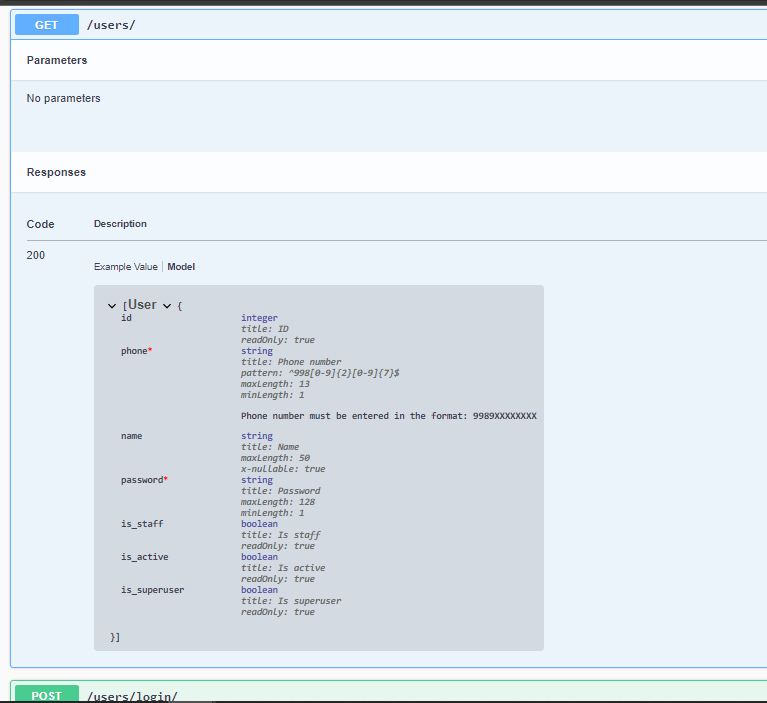 GET /users/
Parameters
No parameters
Responses
Code Description
200
Example Value Model
[User {
id integer
title: ID
readOnly: true
phone* string
title: Phone number
pattern: ^998[0-9]{2}[0-9]{7}$
maxLength: 13
minLength: 1
Phone number must be entered in the format: 9989XXXXXXXX
name string
title: Name
maxLength: 50
x-nullable: true
password* string
title: Password
maxLength: 128
minLength: 1
is_staff boolean
title: Is staff
readOnly: true
is_active boolean
title: Is active
readOnly: true
is_superuser boolean
title: Is superuser
readOnly: true
}]
POST /users/login/